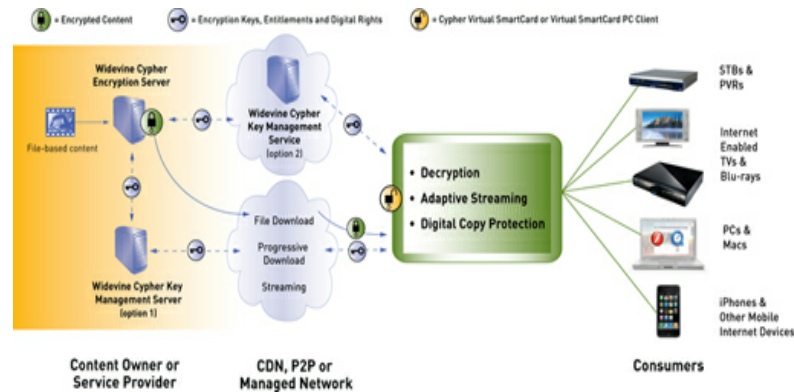 = Encrypted Content
= Encryption Keys, Entitlements and Digital Rights
= Cypher Virtual SmartCard or Virtual SmartCard PC Client
Widevine Cypher
Encryption Server
File-based content
Widevine Cypher Key
Management Server
(option 1)
Content Owner or
Service Provider
Widevine Cypher
Key Management
Service
(option 2)
File Download
Progressive
Download
Streaming
CDN, P2P or
Managed Network
• Decryption
• Adaptive Streaming
• Digital Copy Protection
STBs &
PVRs
Internet
Enabled
TVs &
Blu-rays
PCs &
Macs
iPhones &
Other Mobile
Internet Devices
Consumers